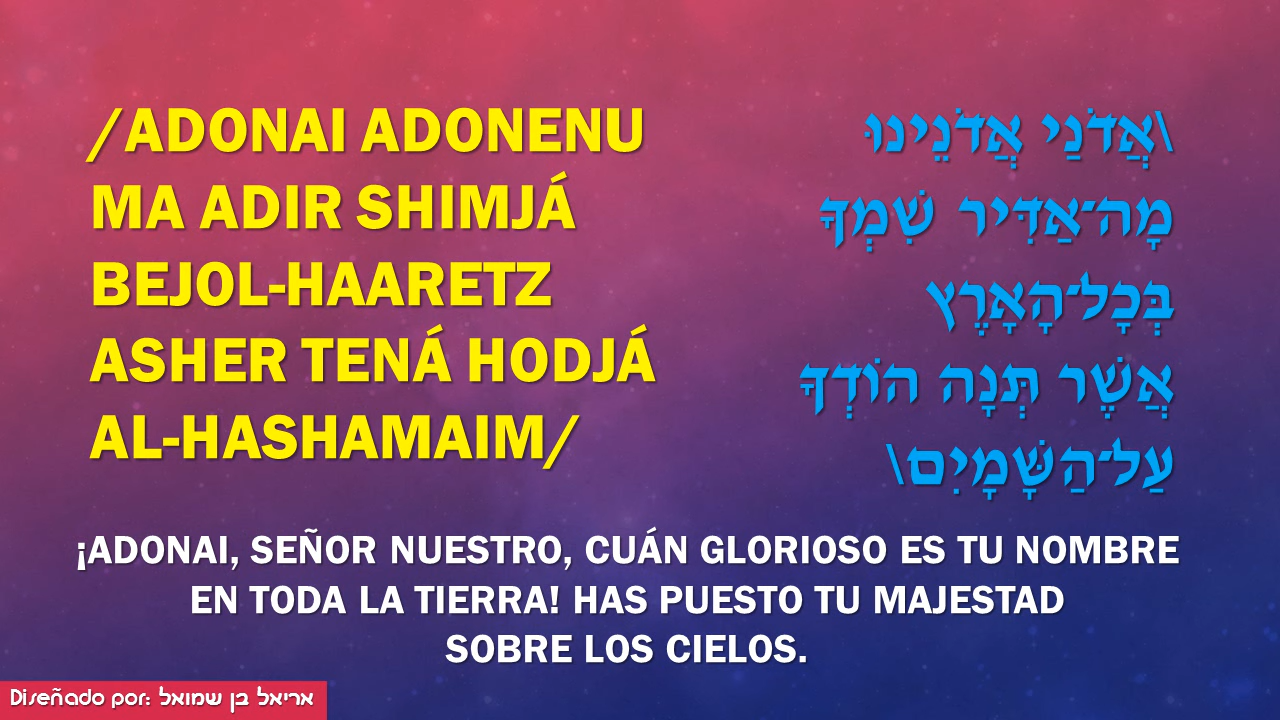 /ADONAI ADONENU
MA ADIR SHIMJÁ
BEJOL-HAARETZ
ASHER TENÁ HODJÁ
AL-HASHAMAIM/
\אֲדֹנַי אֲדֹנֵינוּ
מָה־אַדִּיר שִׁמְךָ
בְּכָל־הָאָרֶץ
אֲשֶׁר תְּנָה הוֹדְךָ
עַל־הַשָּׁמָיִם\
¡ADONAI, SEÑOR NUESTRO, CUÁN GLORIOSO ES TU NOMBRE
EN TODA LA TIERRA! HAS PUESTO TU MAJESTAD
SOBRE LOS CIELOS.
Diseñado por: אריאל בן שמואל